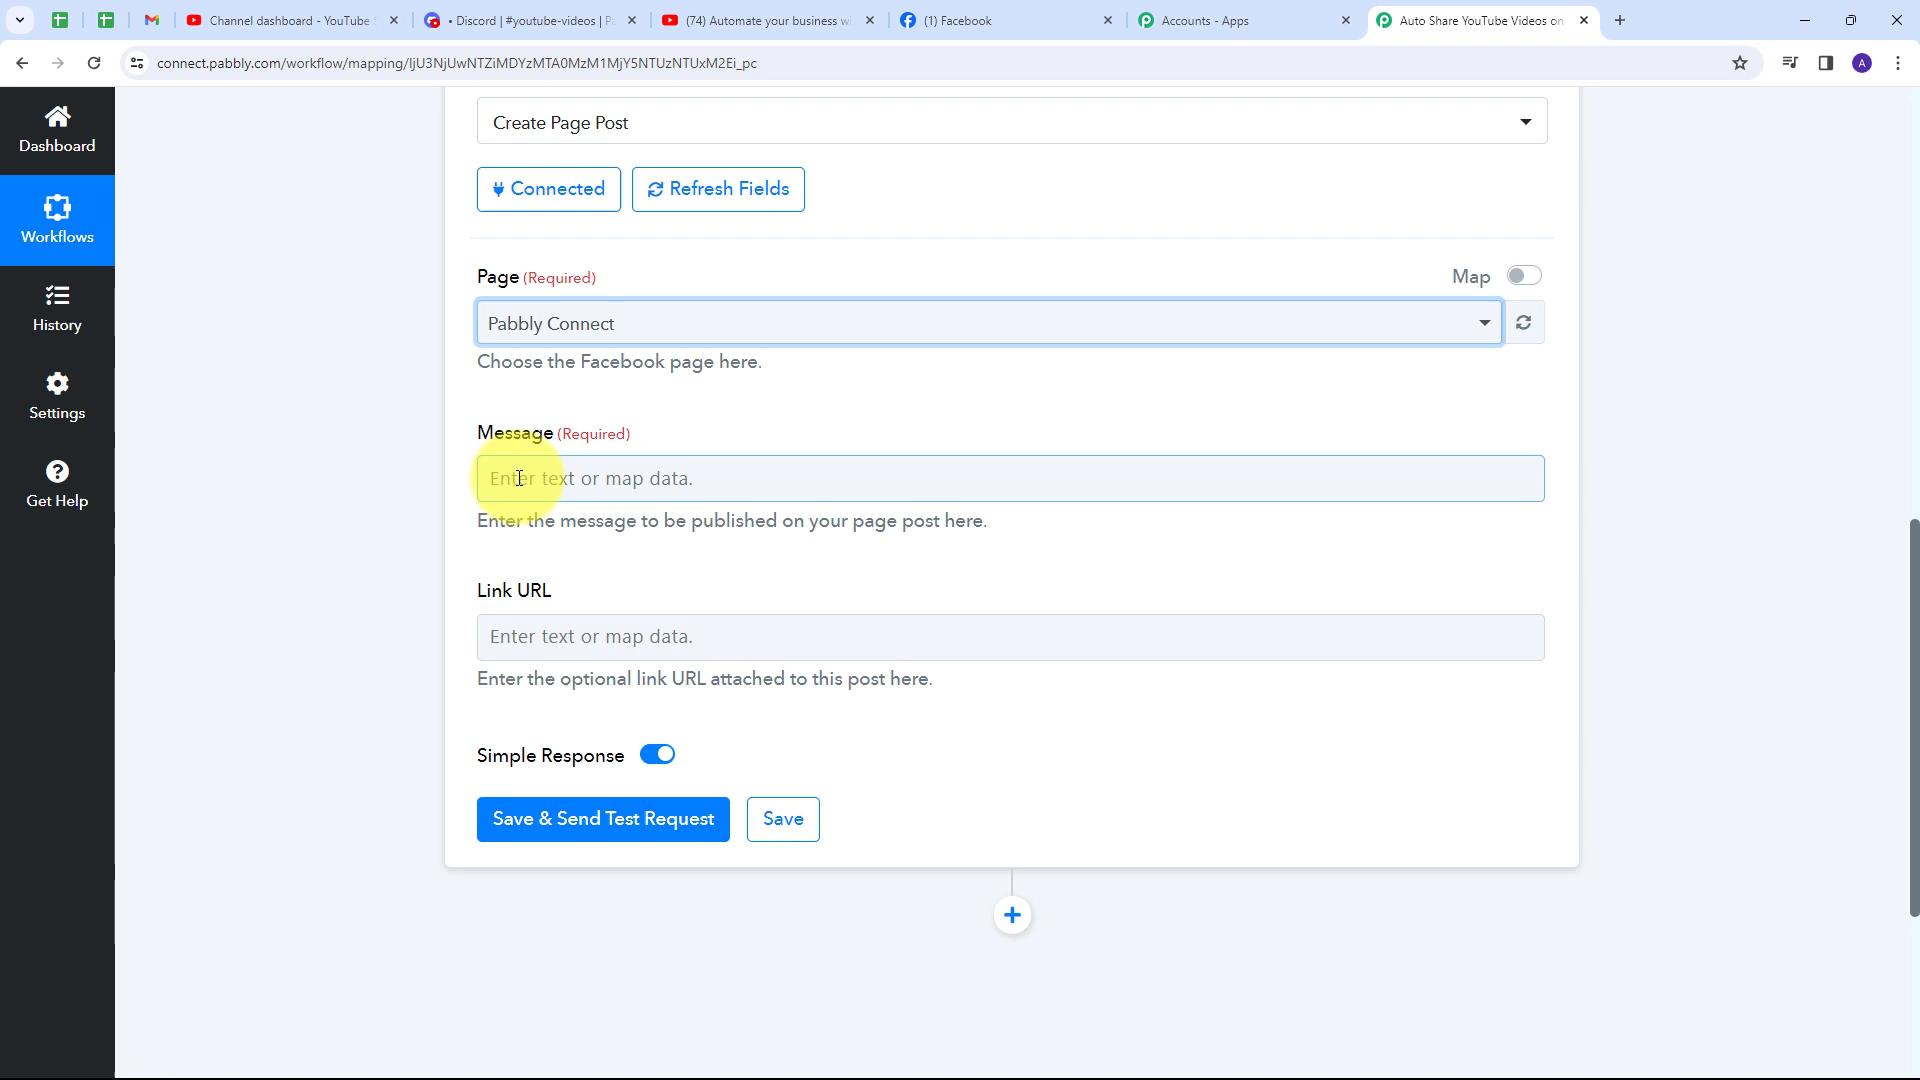 Channel dashboard - YouTube S
• Discord | #youtube-videos | P
(74) Automate your business w
(1) Facebook
Accounts - Apps
Auto Share YouTube Videos on
connect.pabbly.com/workflow/mapping/IjU3NjUwNTZiMDYzMTA0MzM1MjY5NTUzNTUxM2Ei_pc
A
Dashboard
Workflows
History
Settings
Get Help
Create Page Post
Connected
Refresh Fields
Page (Required)
Map
Pabbly Connect
Choose the Facebook page here.
Message (Required)
Enter text or map data.
Enter the message to be published on your page post here.
Link URL
Enter text or map data.
Enter the optional link URL attached to this post here.
Simple Response
Save & Send Test Request
Save